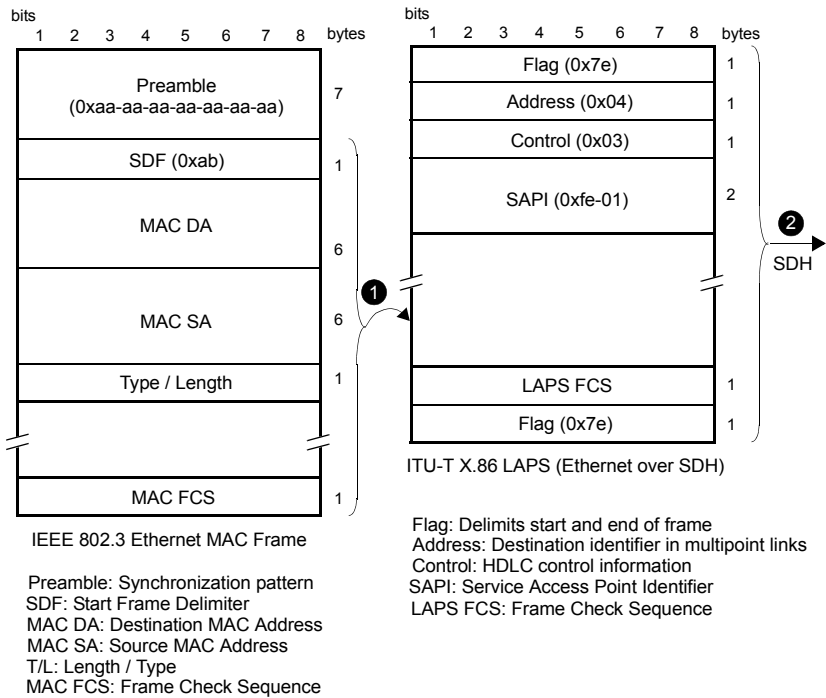 bits
1 2 3 4 5 6 7 8 bytes
Preamble
(0xaa-aa-aa-aa-aa-aa-aa)
7
SDF (0xab)
1
MAC DA
6
MAC SA
6
Type / Length
1
MAC FCS
1
IEEE 802.3 Ethernet MAC Frame
Preamble: Synchronization pattern
SDF: Start Frame Delimiter
MAC DA: Destination MAC Address
MAC SA: Source MAC Address
T/L: Length / Type
MAC FCS: Frame Check Sequence
1
bits
1 2 3 4 5 6 7 8 bytes
Flag (0x7e)
1
Address (0x04)
1
Control (0x03)
1
SAPI (0xfe-01)
2
LAPS FCS
1
Flag (0x7e)
1
2
SDH
ITU-T X.86 LAPS (Ethernet over SDH)
Flag: Delimits start and end of frame
Address: Destination identifier in multipoint links
Control: HDLC control information
SAPI: Service Access Point Identifier
LAPS FCS: Frame Check Sequence